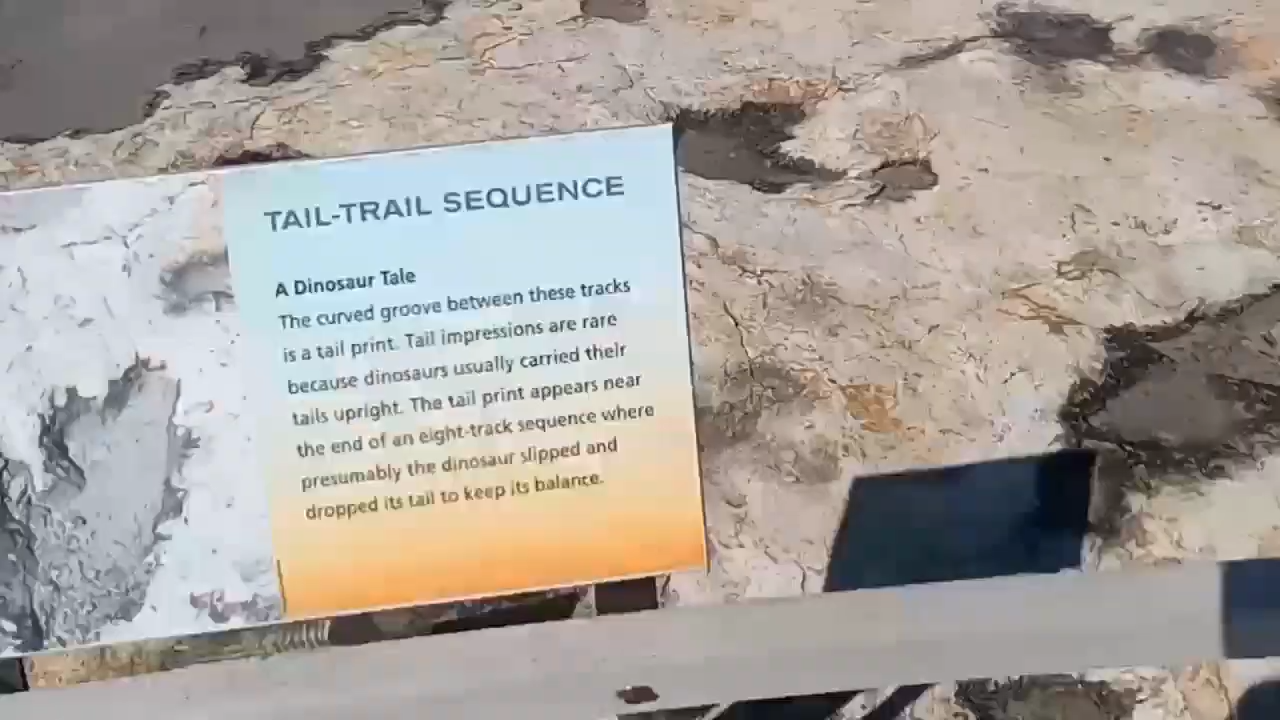 TAIL-TRAIL SEQUENCE
A Dinosaur Tale
The curved groove between these tracks
is a tail print. Tail impressions are rare
because dinosaurs usually carried their
tails upright. The tail print appears near
the end of an eight-track sequence where
presumably the dinosaur slipped and
dropped its tail to keep its balance.